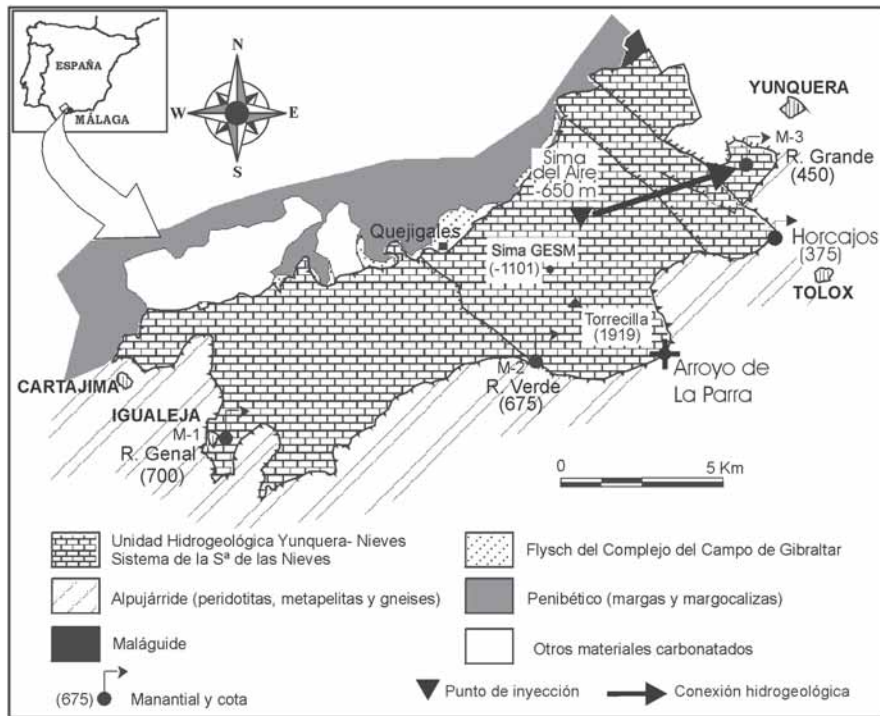 ESPAÑA
MÁLAGA
N
W
E
S
YUNQUERA
M-3
R. Grande
(450)
Sima
del Aire
-650 m
Quejigales
Sima GESM
(-1101)
Horcajos
(375)
TOLOX
Torrecilla
(1919)
CARTAJIMA
M-2
R. Verde
(675)
Arroyo de
La Parra
IGUALEJA
M-1
R. Genal
(700)
0 5 Km
Unidad Hidrogeológica Yunquera- Nieves
Sistema de la Sª de las Nieves
Flysch del Complejo del Campo de Gibraltar
Alpujárride (peridotitas, metapelitas y gneises)
Penibético (margas y margocalizas)
Maláguide
Otros materiales carbonatados
(675) Manantial y cota
Punto de inyección
Conexión hidrogeológica